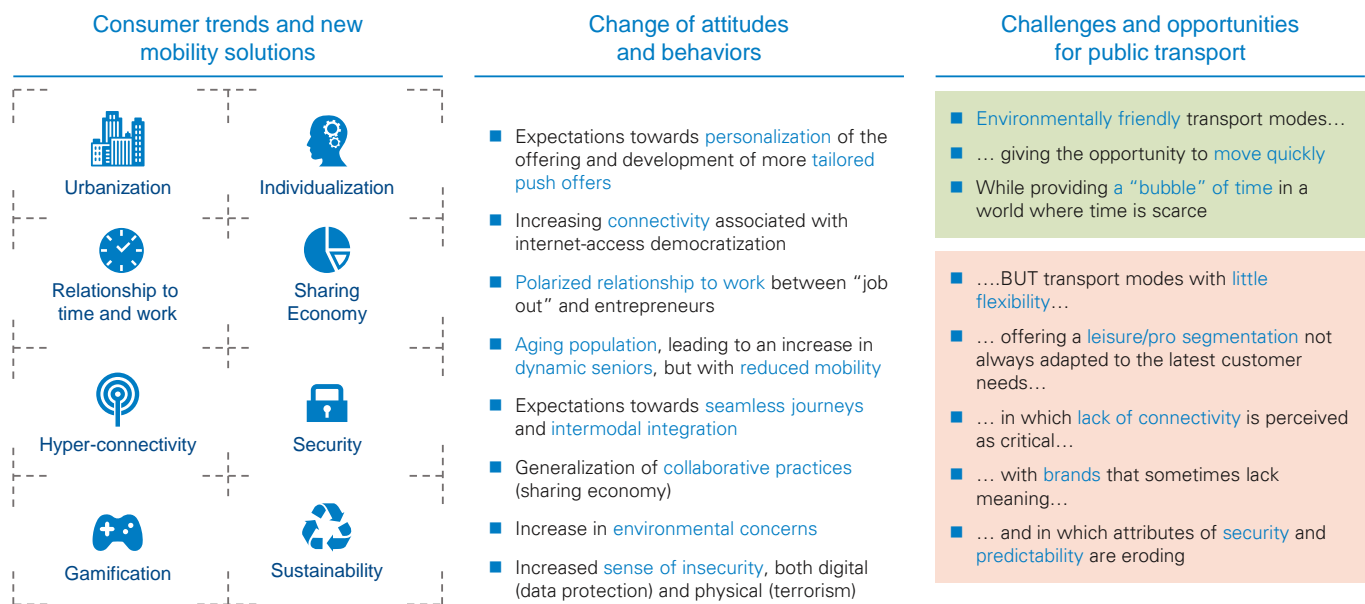 Consumer trends and new
mobility solutions
Urbanization
Individualization
Relationship to
time and work
Sharing
Economy
Hyper-connectivity
Security
Gamification
Sustainability
Change of attitudes
and behaviors
■ Expectations towards personalization of the
offering and development of more tailored
push offers
■ Increasing connectivity associated with
internet-access democratization
■ Polarized relationship to work between “job
out” and entrepreneurs
■ Aging population, leading to an increase in
dynamic seniors, but with reduced mobility
■ Expectations towards seamless journeys
and intermodal integration
■ Generalization of collaborative practices
(sharing economy)
■ Increase in environmental concerns
■ Increased sense of insecurity, both digital
(data protection) and physical (terrorism)
Challenges and opportunities
for public transport
■ Environmentally friendly transport modes…
■ … giving the opportunity to move quickly
■ While providing a “bubble” of time in a
world where time is scarce
■ ….BUT transport modes with little
flexibility…
■ … offering a leisure/pro segmentation not
always adapted to the latest customer
needs…
■ … in which lack of connectivity is perceived
as critical…
■ … with brands that sometimes lack
meaning…
■ … and in which attributes of security and
predictability are eroding